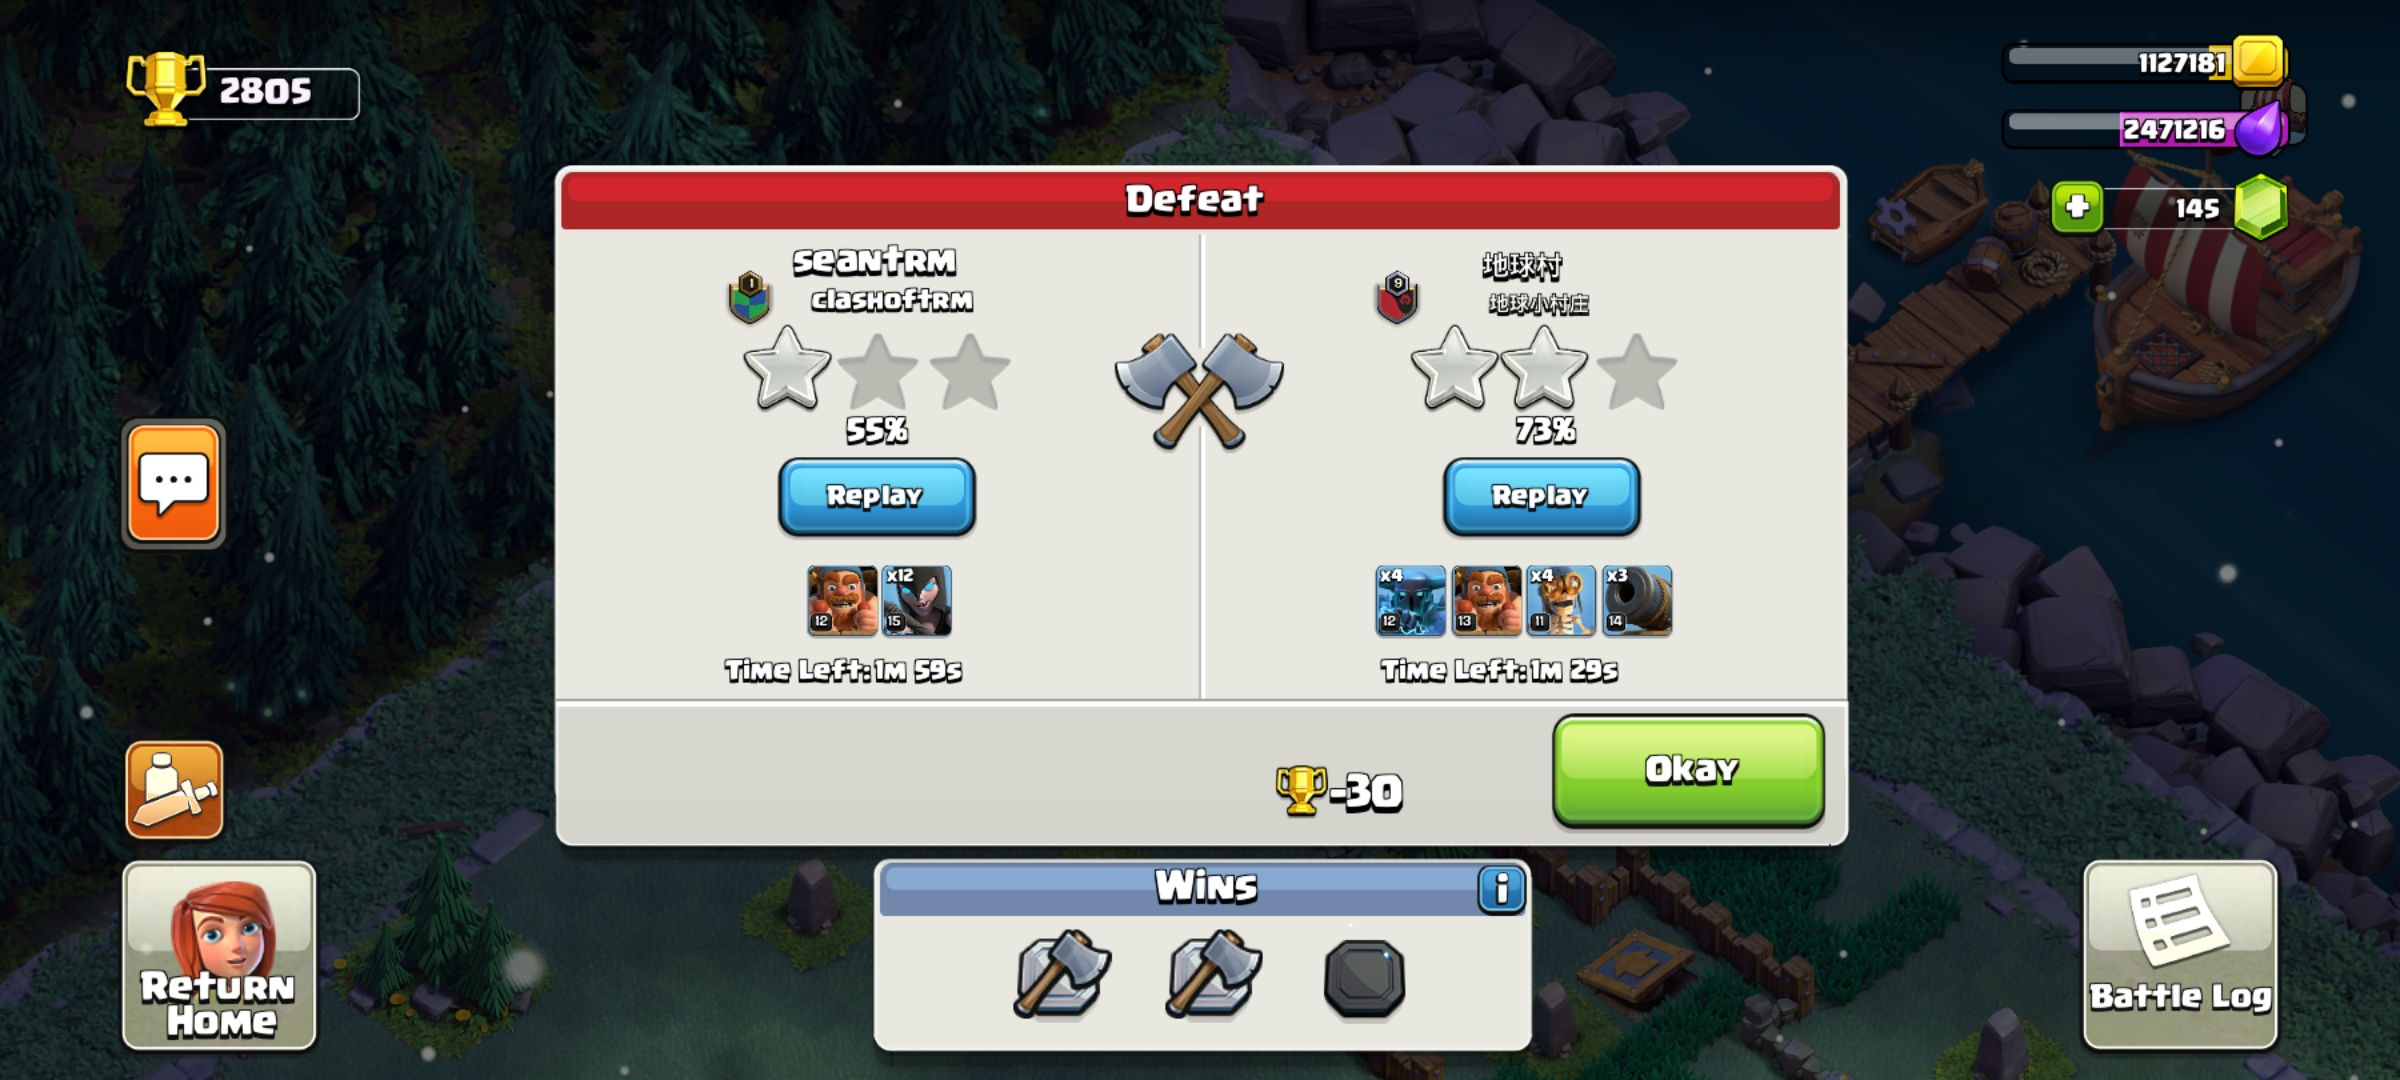 2805
1127181
2471216
145
Defeat
seantrm
1
clashoftrm
55%
Replay
12
x12
15
Time Left: 1m 59s
地球村
9
地球小村庄
73%
Replay
x4
12
13
x4
11
x3
14
Time Left: 1m 29s
-30
Okay
Wins
i
Return
Home
Battle Log